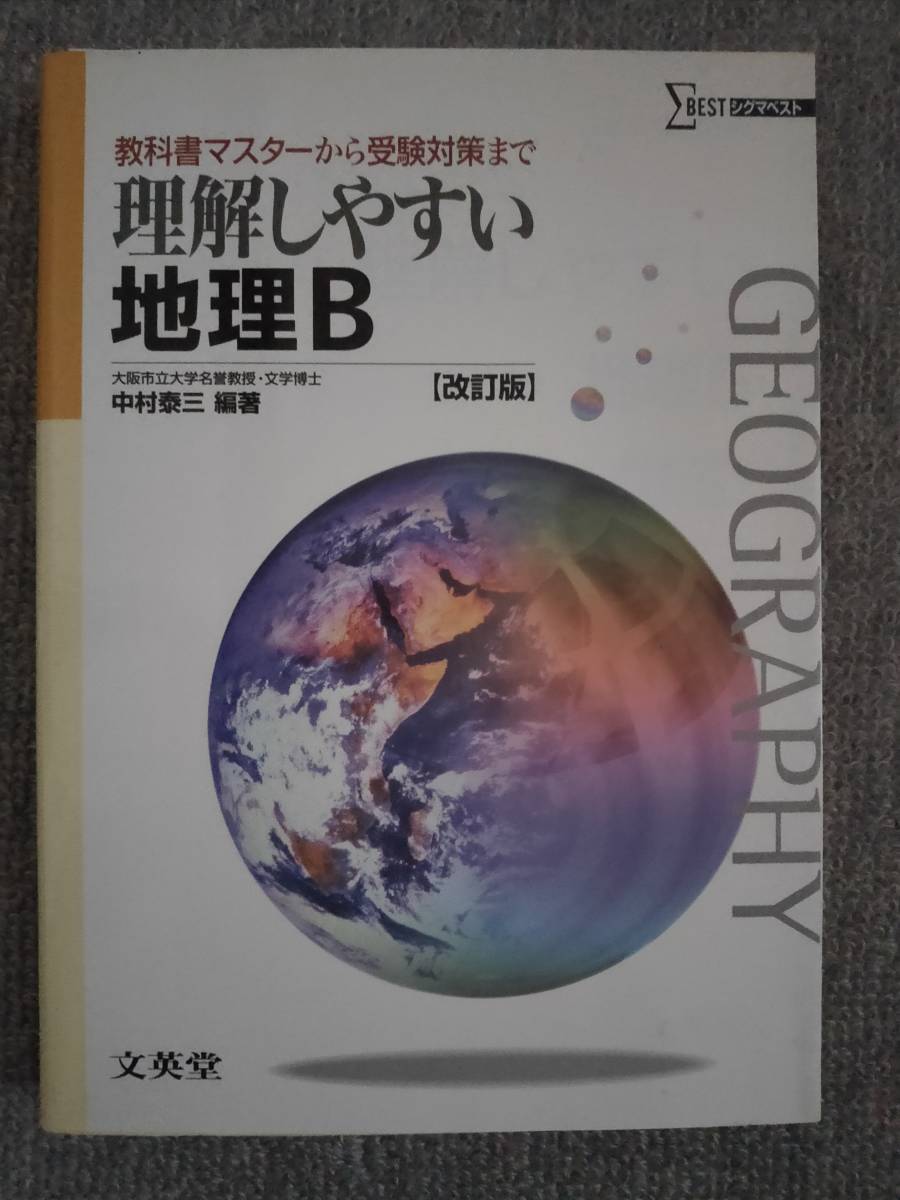 ΣBEST シグマベスト
教科書マスターから受験対策まで
理解しやすい
地理B
大阪市立大学名誉教授・文学博士
中村泰三 編著
【改訂版】
GEOGRAPHY
文英堂